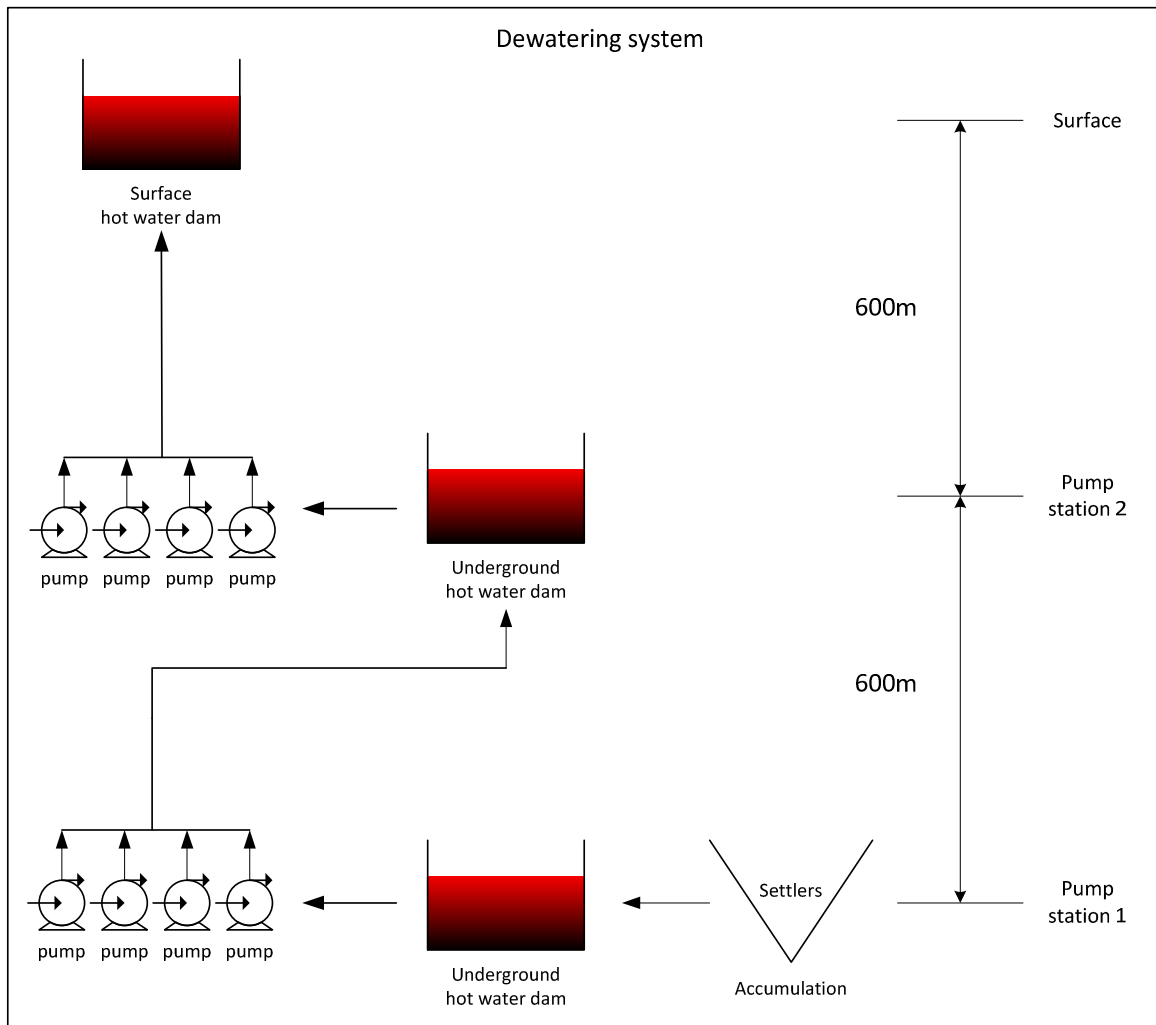 Dewatering system
Surface
Surface
hot water dam
600m
Pump
station 2
pump pump pump pump
Underground
hot water dam
600m
Settlers
Pump
station 1
pump pump pump pump
Underground
hot water dam
Accumulation